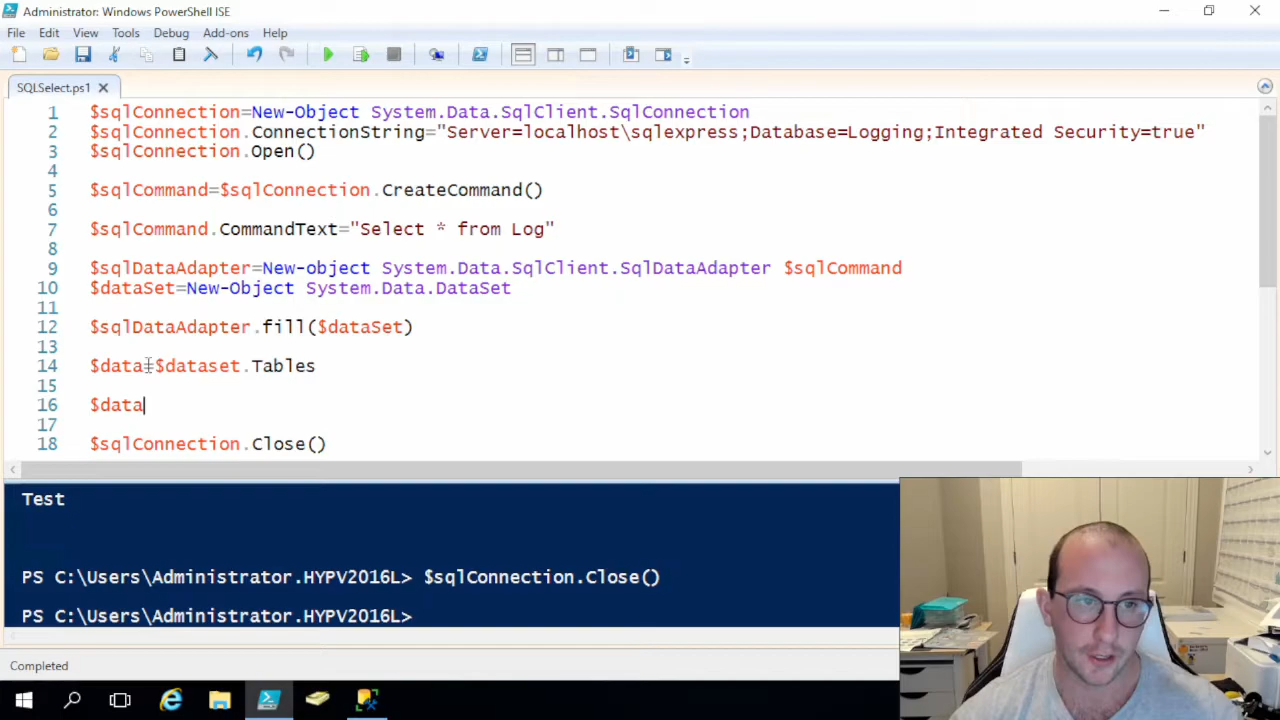 Administrator: Windows PowerShell ISE
File Edit View Tools Debug Add-ons Help
SQLSelect.ps1
1 $sqlConnection=New-Object System.Data.SqlClient.SqlConnection
2 $sqlConnection.ConnectionString="Server=localhost\sqlexpress;Database=Logging;Integrated Security=true"
3 $sqlConnection.Open()
4
5 $sqlCommand=$sqlConnection.CreateCommand()
6
7 $sqlCommand.CommandText="Select * from Log"
8
9 $sqlDataAdapter=New-object System.Data.SqlClient.SqlDataAdapter $sqlCommand
10 $dataSet=New-Object System.Data.DataSet
11
12 $sqlDataAdapter.fill($dataSet)
13
14 $data=$dataset.Tables
15
16 $data
17
18 $sqlConnection.Close()
Test
PS C:\Users\Administrator.HYPV2016L> $sqlConnection.Close()
PS C:\Users\Administrator.HYPV2016L>
Completed